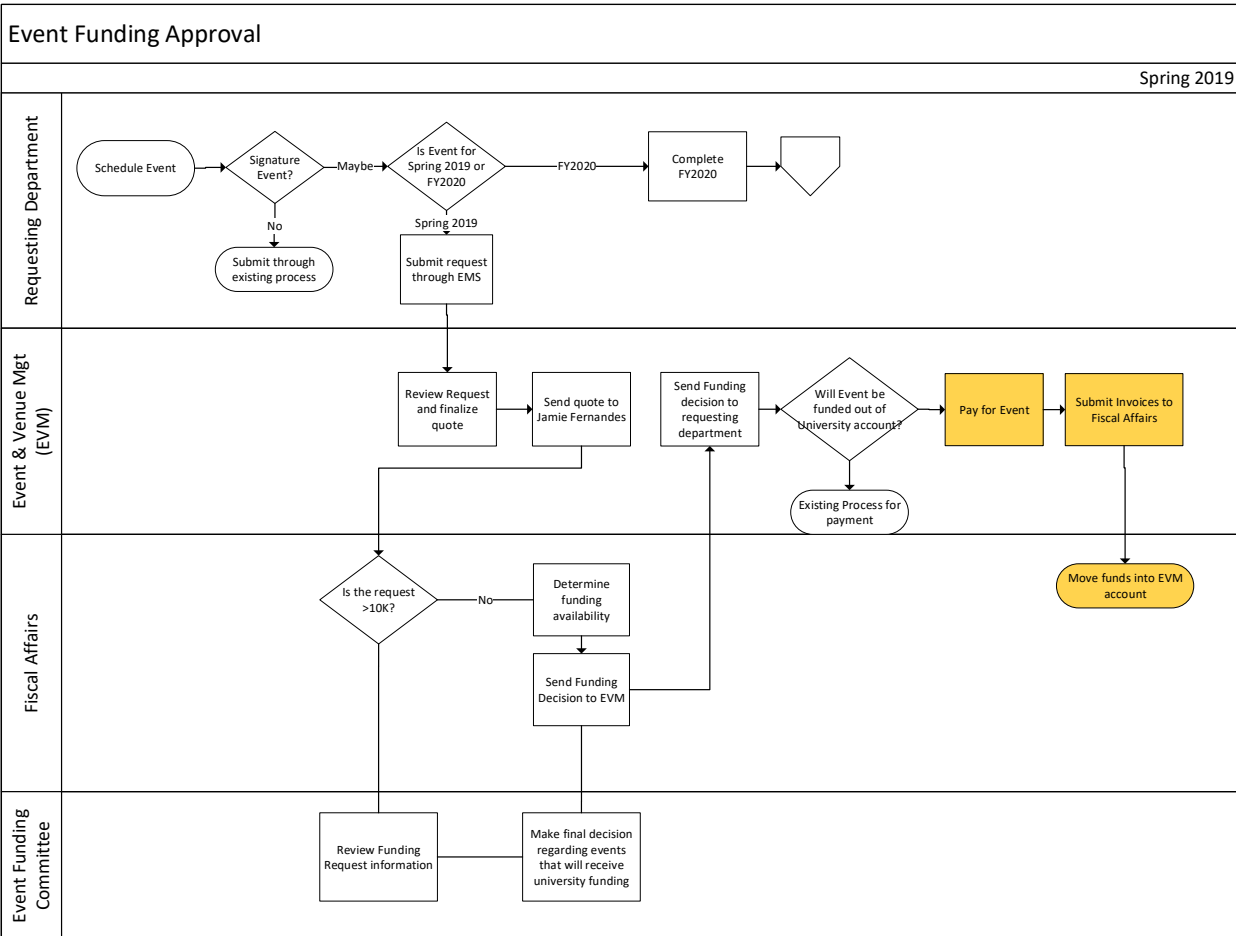 Event Funding Approval
Spring 2019
Requesting Department
Schedule Event
Signature
Event?
Maybe
Is Event for
Spring 2019 or
FY2020
FY2020
Complete
FY2020
No
Submit through
existing process
Spring 2019
Submit request
through EMS
Event & Venue Mgt
(EVM)
Review Request
and finalize
quote
Send quote to
Jamie Fernandes
Send Funding
decision to
requesting
department
Will Event be
funded out of
University account?
Pay for Event
Submit Invoices to
Fiscal Affairs
Existing Process for
payment
Fiscal Affairs
Is the request
>10K?
No
Determine
funding
availability
Send Funding
Decision to EVM
Move funds into EVM
account
Event Funding
Committee
Review Funding
Request information
Make final decision
regarding events
that will receive
university funding